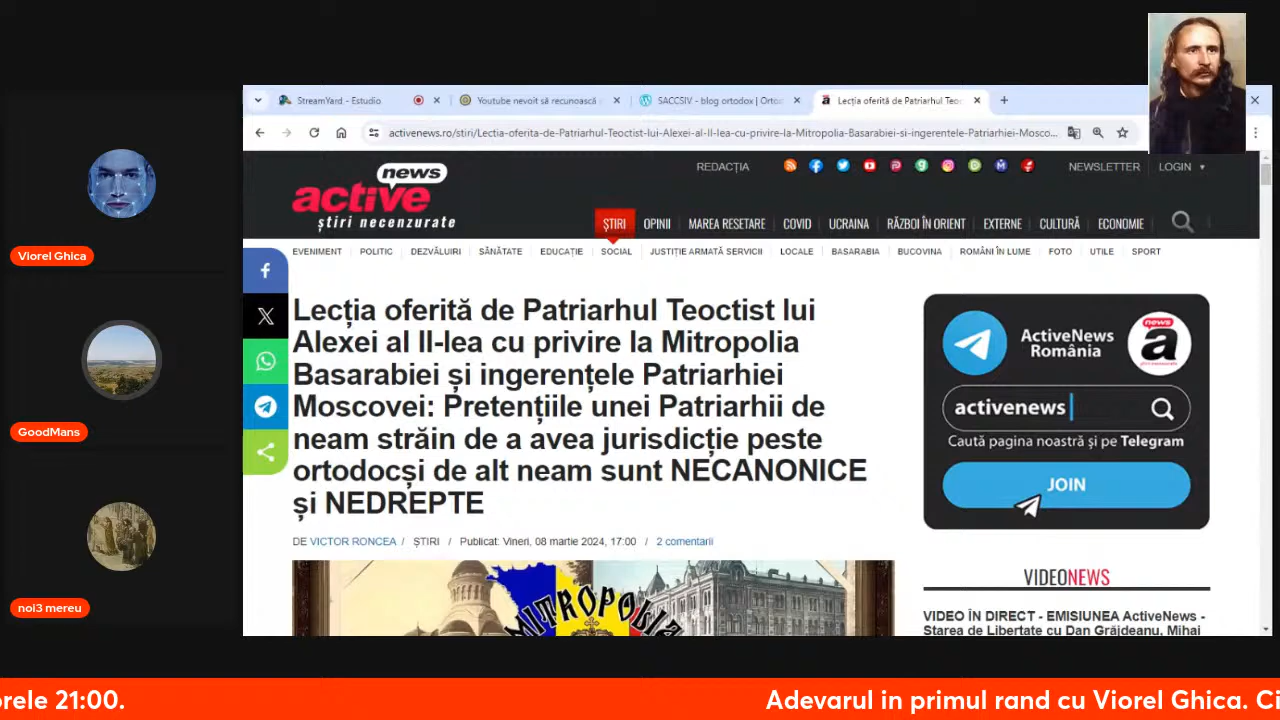 StreamYard - Estudio
Youtube nevoit să recunoască
SACCSIV - blog ortodox | Orto
Lecția oferită de Patriarhul Teoc
activenews.ro/stiri/Lectia-oferita-de-Patriarhul-Teoctist-lui-Alexei-al-II-lea-cu-privire-la-Mitropolia-Basarabiei-si-ingerentele-Patriarhiei-Mosco...
news
active
știri necenzurate
REDACȚIA
NEWSLETTER
LOGIN
ȘTIRI OPINII MAREA RESETARE COVID UCRAINA RĂZBOI ÎN ORIENT EXTERNE CULTURĂ ECONOMIE
EVENIMENT POLITIC DEZVĂLUIRI SĂNĂTATE EDUCAȚIE SOCIAL JUSTIȚIE ARMATĂ SERVICII LOCALE BASARABIA BUCOVINA ROMÂNI ÎN LUME FOTO UTILE SPORT
Viorel Ghica
GoodMans
noi3 mereu
Lecția oferită de Patriarhul Teoctist lui
Alexei al II-lea cu privire la Mitropolia
Basarabiei și ingerențele Patriarhiei
Moscovei: Pretențiile unei Patriarhii de
neam străin de a avea jurisdicție peste
ortodocși de alt neam sunt NECANONICE
și NEDREPTE
DE VICTOR RONCEA / ȘTIRI / Publicat: Vineri, 08 martie 2024, 17:00 / 2 comentarii
MITROPOLIA
ActiveNews
România
news
a
activenews
Caută pagina noastră și pe Telegram
JOIN
VIDEONEWS
VIDEO ÎN DIRECT - EMISIUNEA ActiveNews -
Starea de Libertate cu Dan Grăjdeanu, Mihai
orele 21:00.
Adevarul in primul rand cu Viorel Ghica. Ci